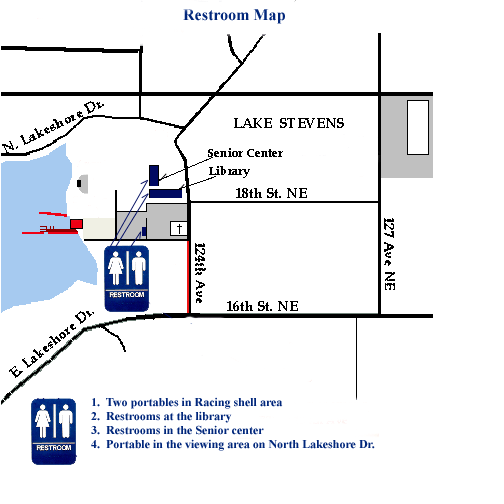 Restroom Map
N. Lakeshore Dr.
LAKE STEVENS
Senior Center
Library
18th St. NE
124th Ave
127 Ave NE
RESTROOM
16th St. NE
E. Lakeshore Dr.
RESTROOM
1. Two portables in Racing shell area
2. Restrooms at the library
3. Restrooms in the Senior center
4. Portable in the viewing area on North Lakeshore Dr.